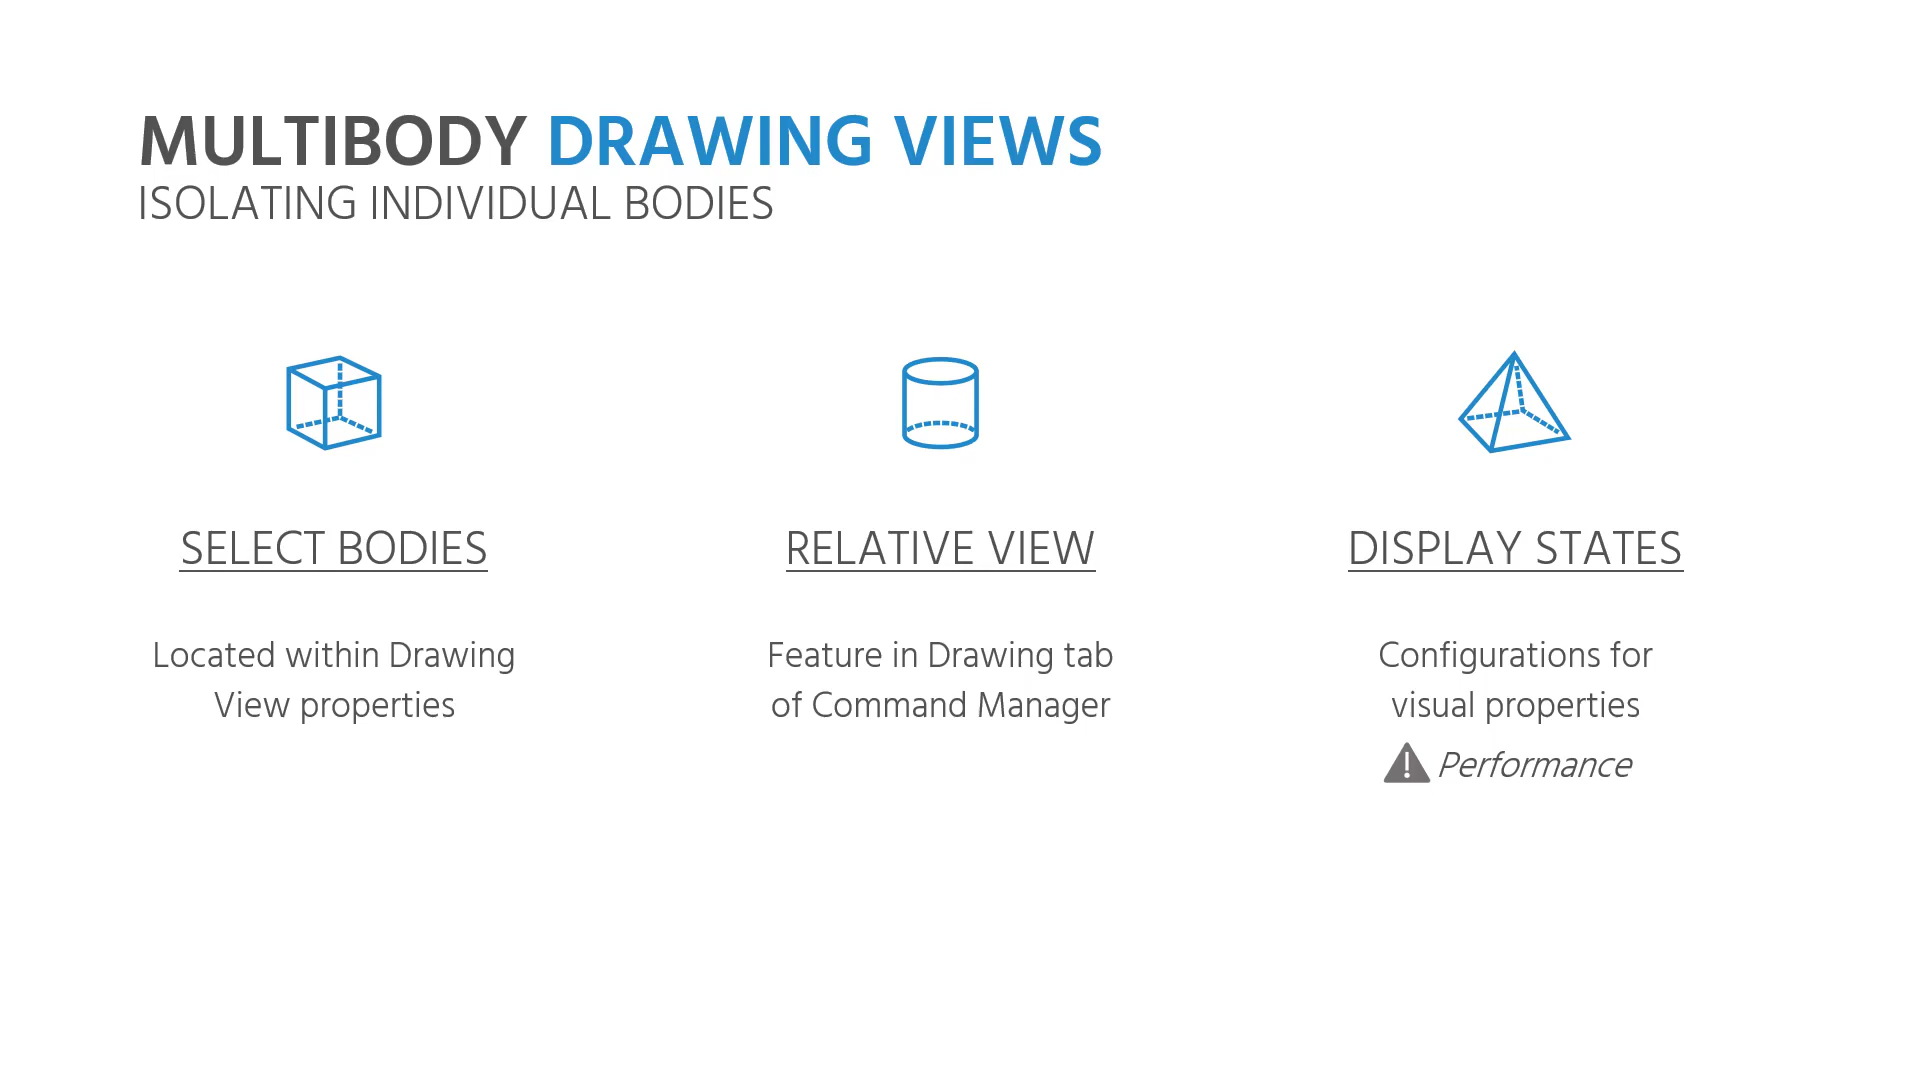 MULTIBODY DRAWING VIEWS
ISOLATING INDIVIDUAL BODIES
SELECT BODIES
Located within Drawing
View properties
RELATIVE VIEW
Feature in Drawing tab
of Command Manager
DISPLAY STATES
Configurations for
visual properties
Performance